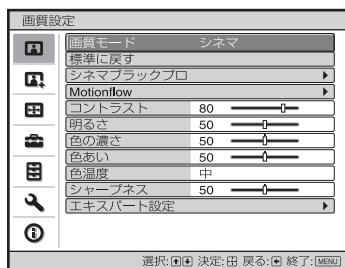 画質設定
画質モード シネマ
標準に戻す
シネマブラックプロ
Motionflow
コントラスト 80
明るさ 50
色の濃さ 50
色あい 50
色温度 中
シャープネス 50
エキスパート設定
選択: 決定: 戻る: 終了: MENU